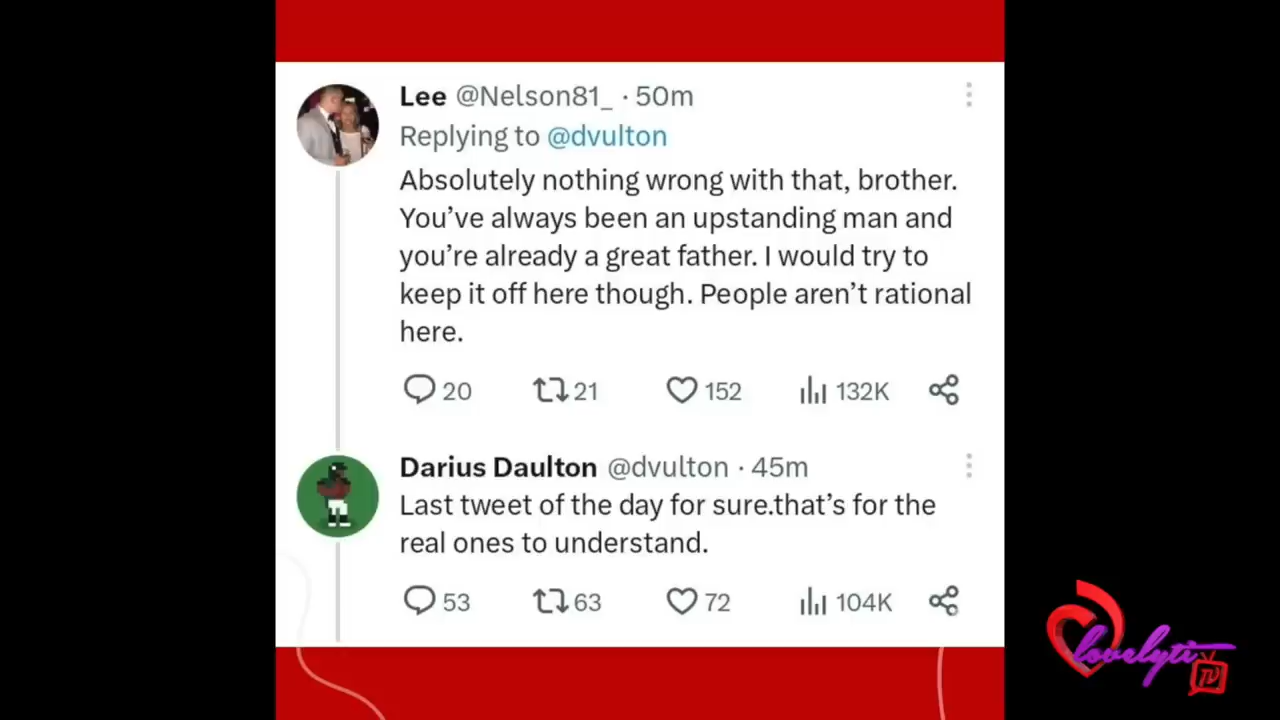 Lee @Nelson81_ · 50m
Replying to @dvulton
Absolutely nothing wrong with that, brother.
You’ve always been an upstanding man and
you’re already a great father. I would try to
keep it off here though. People aren’t rational
here.
20 21 152 132K
Darius Daulton @dvulton · 45m
Last tweet of the day for sure.that’s for the
real ones to understand.
53 63 72 104K
lovelyti
TV